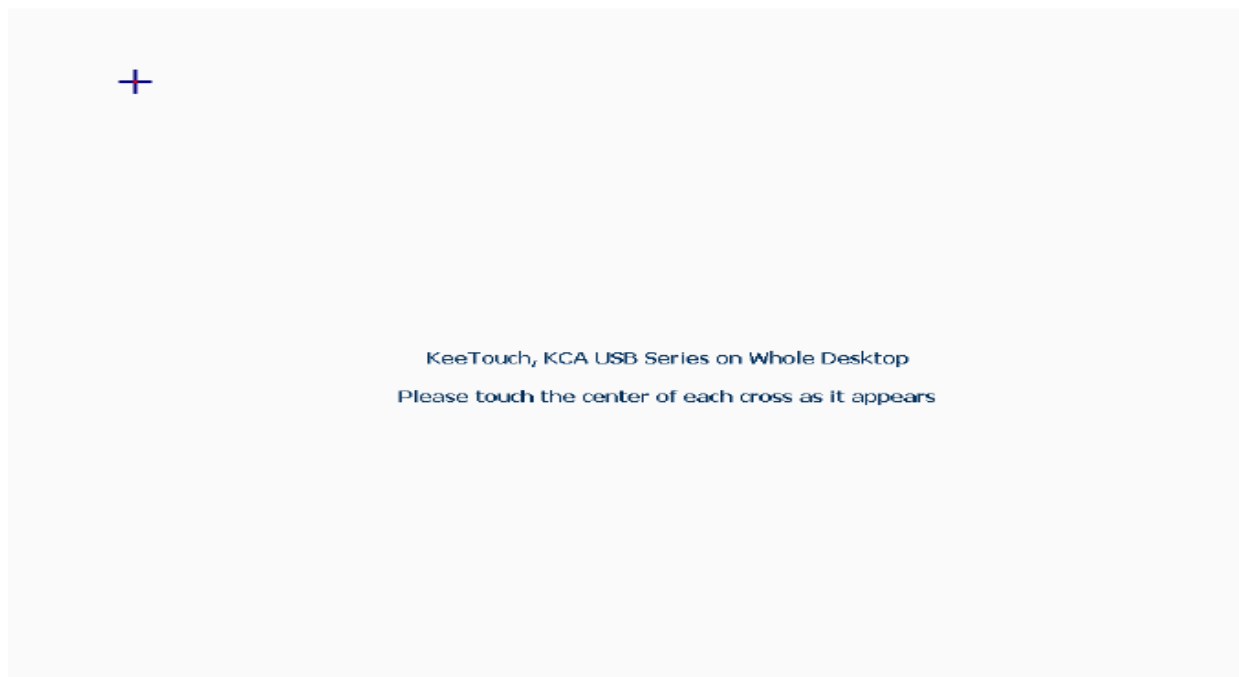 KeeTouch, KCA USB Series on Whole Desktop
Please touch the center of each cross as it appears